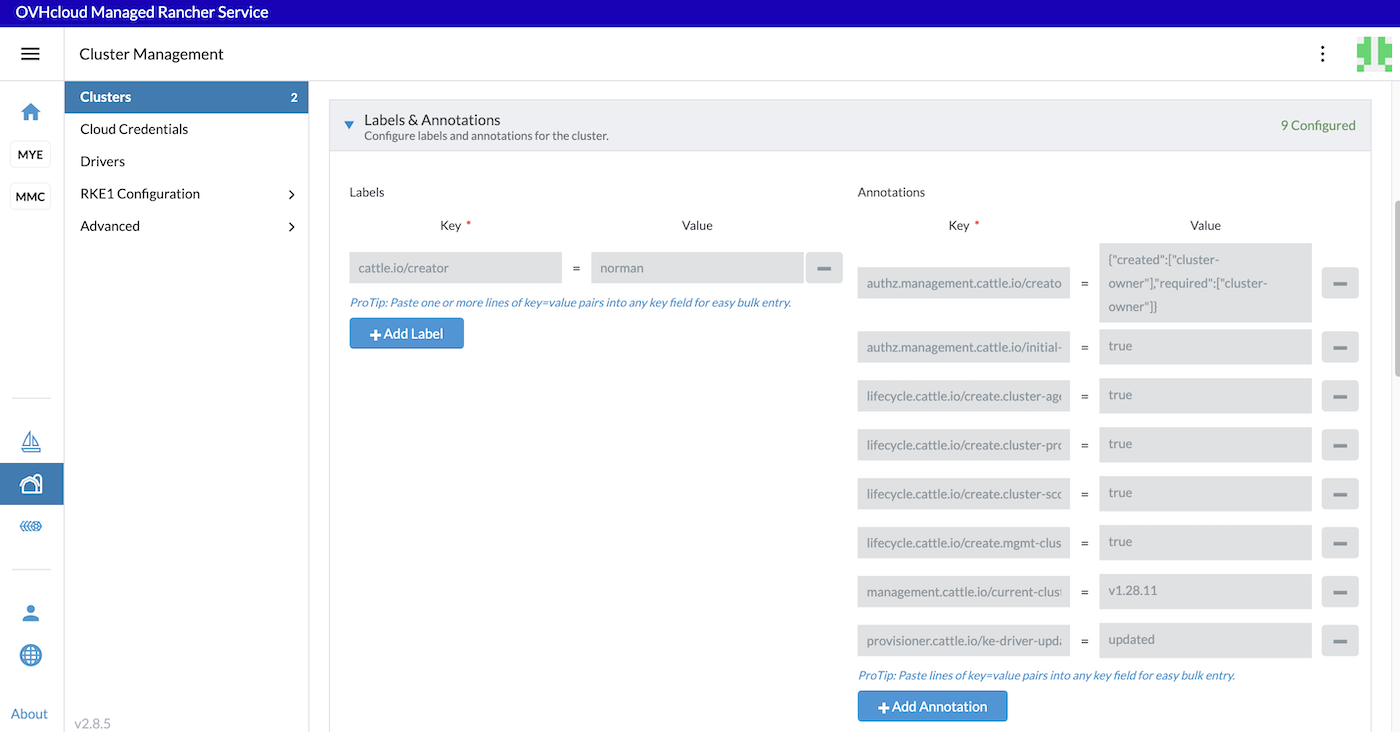 OVHcloud Managed Rancher Service
Cluster Management
MYE
MMC
About
Clusters 2
Cloud Credentials
Drivers
RKE1 Configuration
Advanced
v2.8.5
Labels & Annotations
Configure labels and annotations for the cluster.
9 Configured
Labels
Key * Value
cattle.io/creator = norman
ProTip: Paste one or more lines of key=value pairs into any key field for easy bulk entry.
+ Add Label
Annotations
Key * Value
authz.management.cattle.io/creato = {"created":["cluster-
owner"],"required":["cluster-
owner"]}
authz.management.cattle.io/initial- = true
lifecycle.cattle.io/create.cluster-age = true
lifecycle.cattle.io/create.cluster-pro = true
lifecycle.cattle.io/create.cluster-sco = true
lifecycle.cattle.io/create.mgmt-clus = true
management.cattle.io/current-clust = v1.28.11
provisioner.cattle.io/ke-driver-upda = updated
ProTip: Paste lines of key=value pairs into any key field for easy bulk entry.
+ Add Annotation